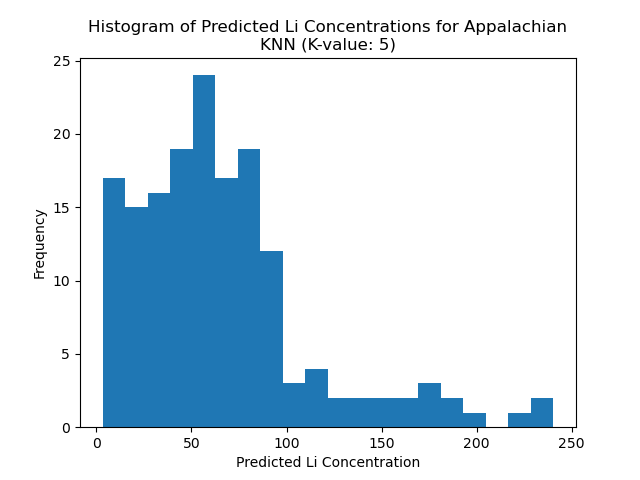 Histogram of Predicted Li Concentrations for Appalachian
KNN (K-value: 5)
25
20
15
10
5
0
Frequency
0 50 100 150 200 250
Predicted Li Concentration